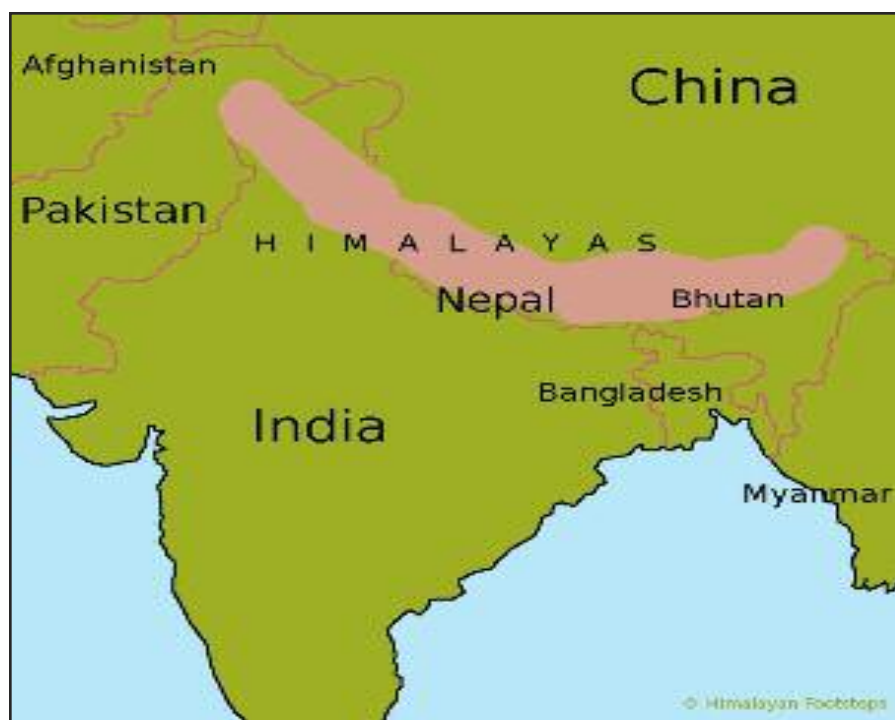 Afghanistan
China
Pakistan
H I M A L A Y A S
Nepal
Bhutan
Bangladesh
India
Myanmar
© Himalayan Footsteps